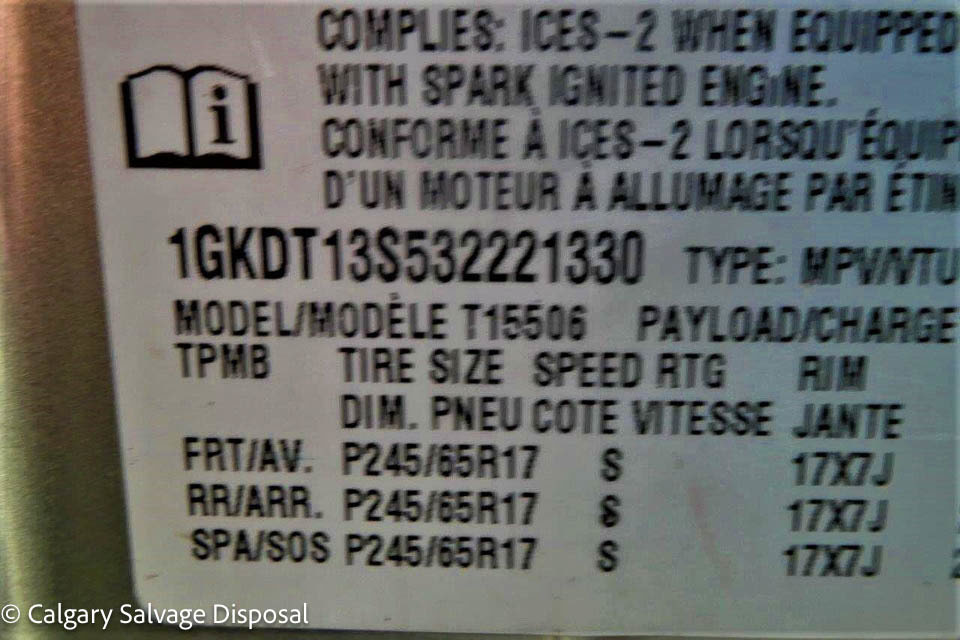 COMPLIES: ICES-2 WHEN EQUIPPED
WITH SPARK IGNITED ENGINE.
i
CONFORME À ICES-2 LORSQU'ÉQUIP
D'UN MOTEUR À ALLUMAGE PAR ÉTIN
1GKDT13S532221330 TYPE: MPV/VTU
MODEL/MODÈLE T15506 PAYLOAD/CHARGE
TPMB TIRE SIZE SPEED RTG RIM
DIM. PNEU COTE VITESSE JANTE
FRT/AV. P245/65R17 S 17X7J
RR/ARR. P245/65R17 S 17X7J
SPA/SOS P245/65R17 S 17X7J
© Calgary Salvage Disposal